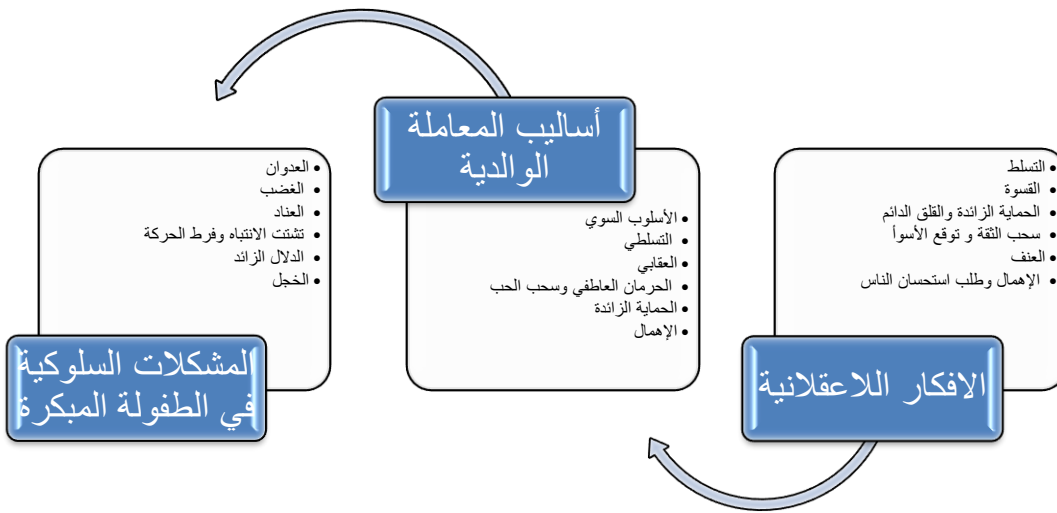 التسلط
القسوة
الحماية الزائدة والقلق الدائم
سحب الثقة و توقع الأسوأ
العنف
الإهمال وطلب استحسان الناس
الافكار اللاعقلانية
أساليب المعاملة
الوالدية
الأسلوب السوي
التسلطي
العقابي
الحرمان العاطفي وسحب الحب
الحماية الزائدة
الإهمال
العدوان
الغضب
العناد
تشتت الانتباه وفرط الحركة
الدلال الزائد
الخجل
المشكلات السلوكية
في الطفولة المبكرة